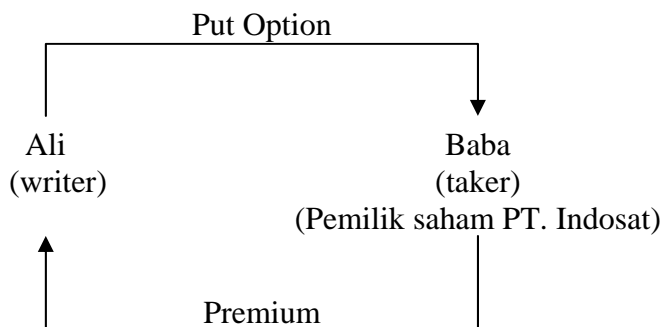 Put Option
Ali
(writer)
Baba
(taker)
(Pemilik saham PT. Indosat)
Premium